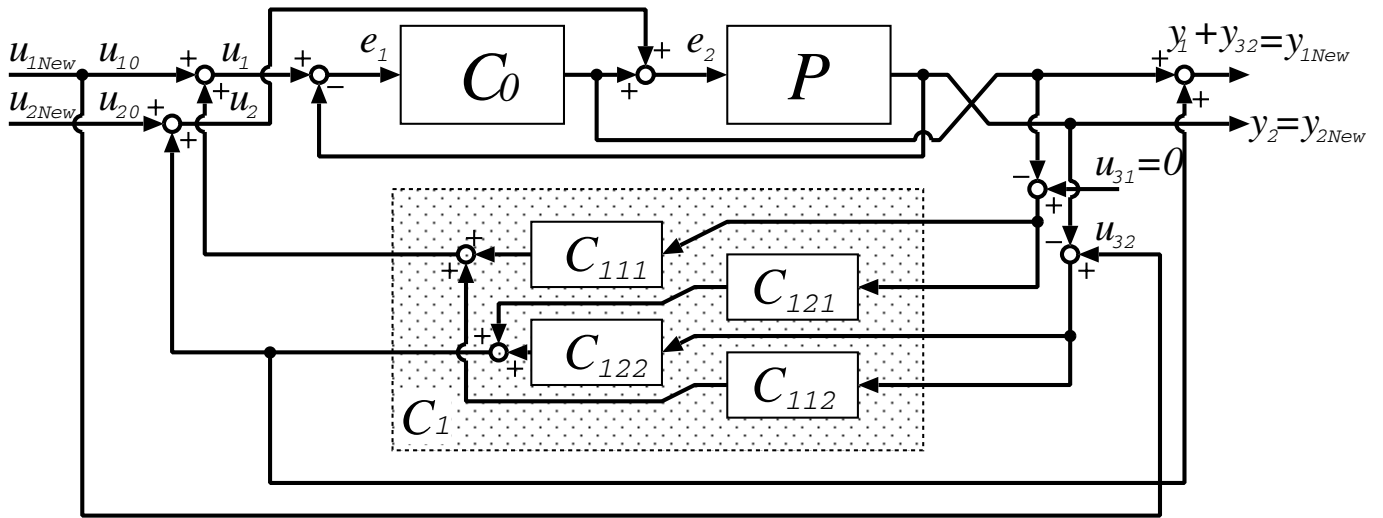 u1New u10 u1 e1 C0 e2 P y1+y32=y1New
u2New u20 u2 y2=y2New
u31=0
C111 u32
C121
C122
C112
C1